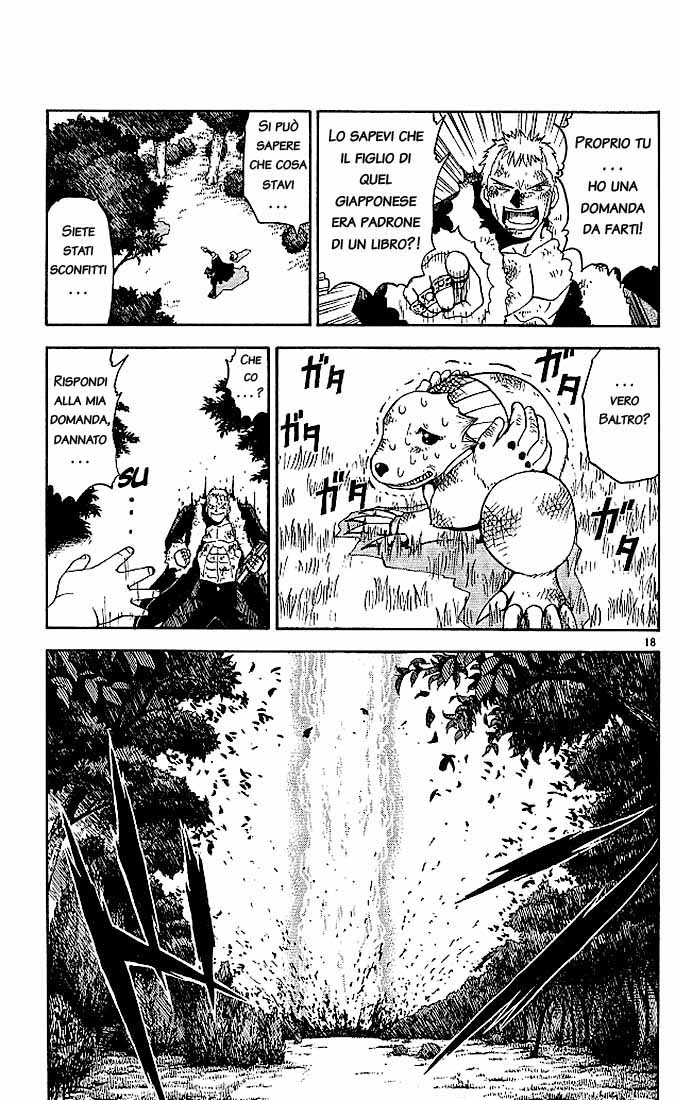 Proprio tu
...
ho una
domanda
da farti!
Lo sapevi che
il figlio di
quel
giapponese
era padrone
di un libro?!
Si può
sapere
che cosa
stavi
...
Siete
stati
sconfitti
...
...
vero
Baltro?
ガタ
ガタ
ガタ
ガタ
Che
co
...?
Rispondi
alla mia
domanda,
dannato
...
SU
...
18